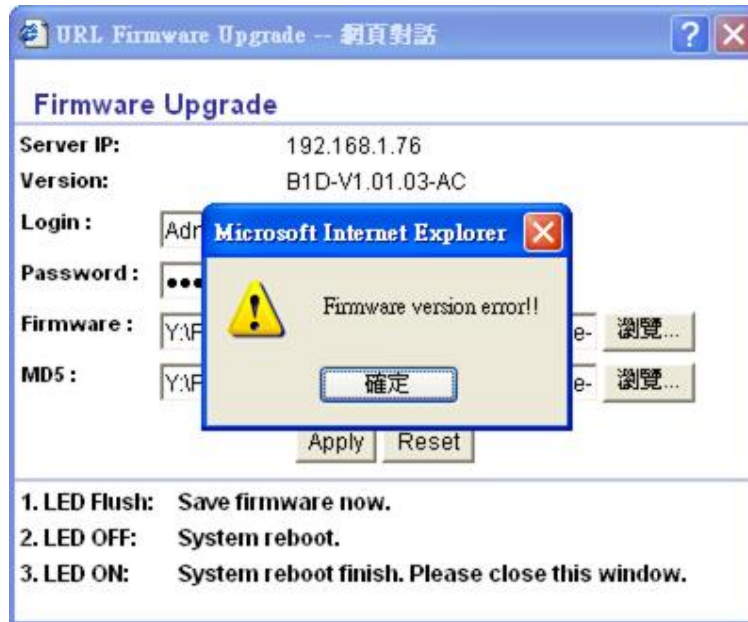 URL Firmware Upgrade -- 網頁對話
Firmware Upgrade
Server IP: 192.168.1.76
Version: B1D-V1.01.03-AC
Login :
Microsoft Internet Explorer
Password : •••
Firmware version error!!
Firmware : Y:\F e- 瀏覽...
MD5 : Y:\F e- 瀏覽...
確定
Apply Reset
1. LED Flush: Save firmware now.
2. LED OFF: System reboot.
3. LED ON: System reboot finish. Please close this window.